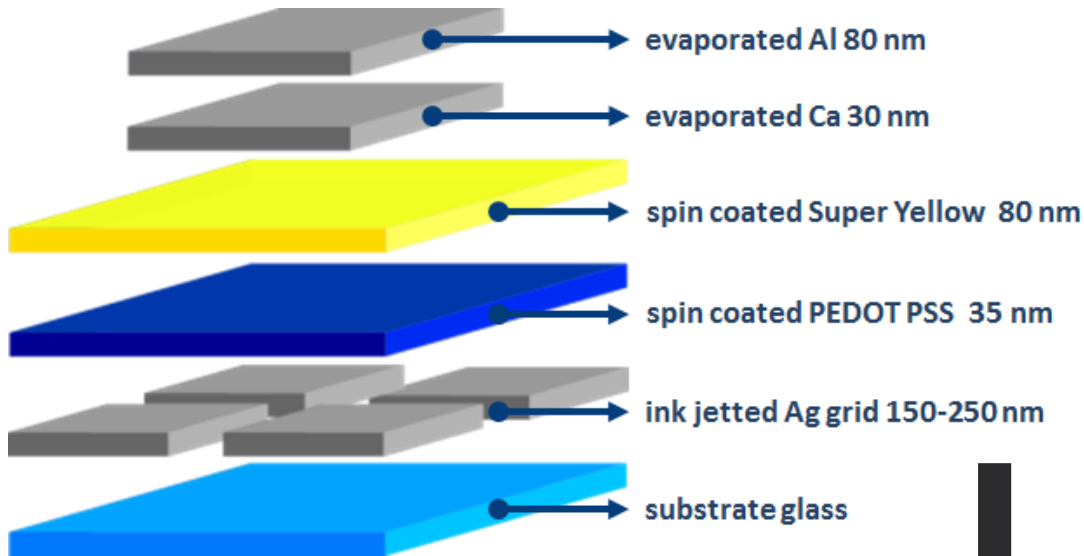 evaporated Al 80 nm
evaporated Ca 30 nm
spin coated Super Yellow 80 nm
spin coated PEDOT PSS 35 nm
ink jetted Ag grid 150-250 nm
substrate glass